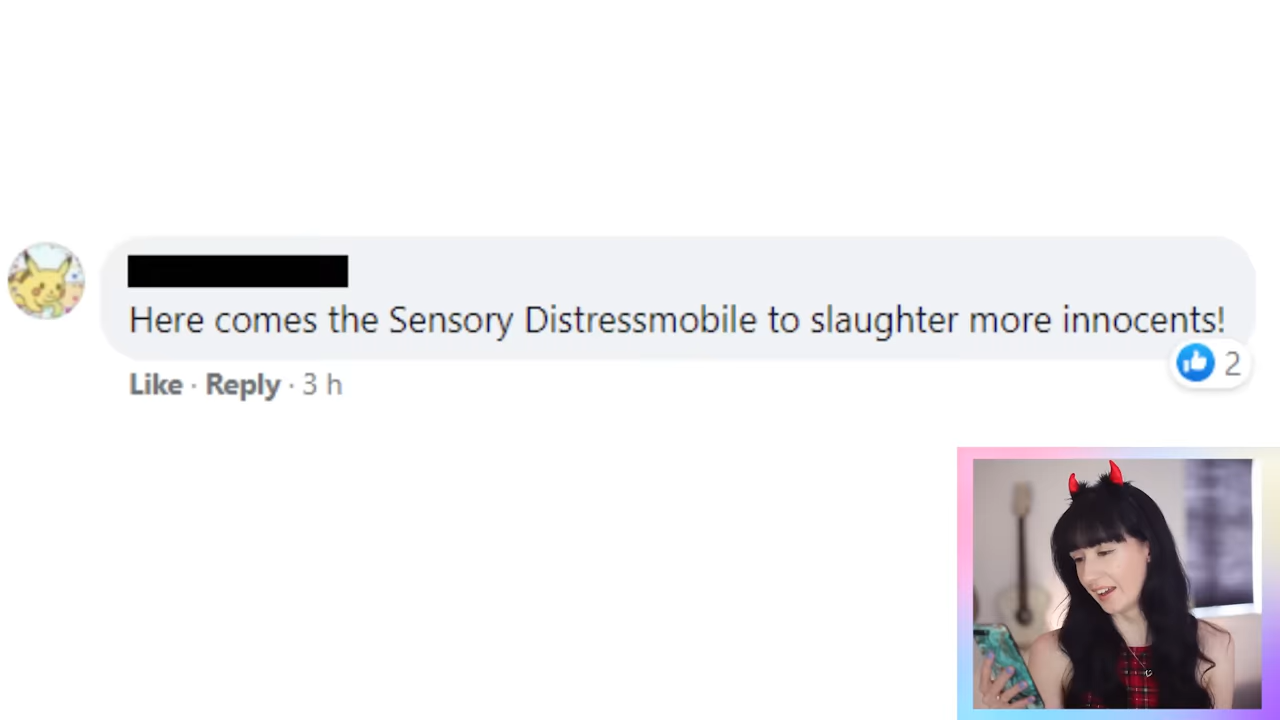 Here comes the Sensory Distressmobile to slaughter more innocents!
Like · Reply · 3 h
2